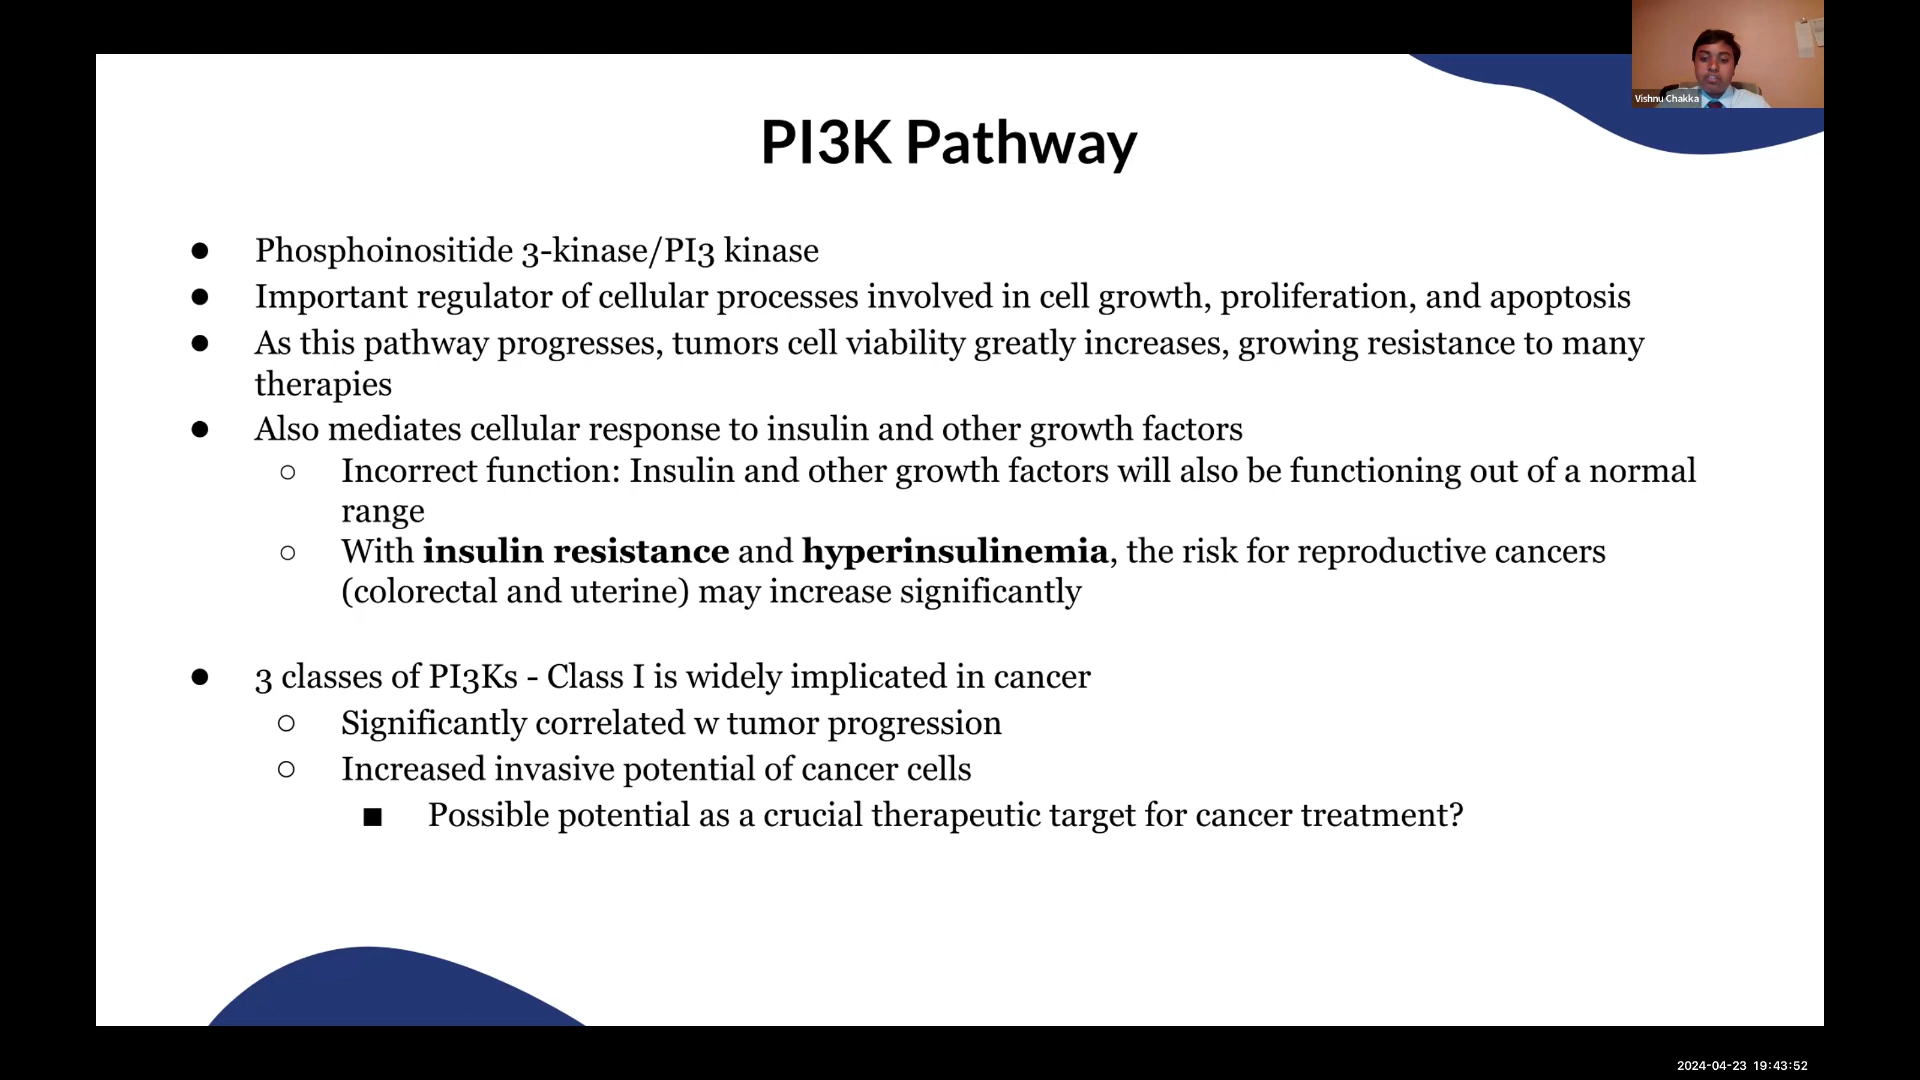 Vishnu Chakka
PI3K Pathway
● Phosphoinositide 3-kinase/PI3 kinase
● Important regulator of cellular processes involved in cell growth, proliferation, and apoptosis
● As this pathway progresses, tumors cell viability greatly increases, growing resistance to many
therapies
● Also mediates cellular response to insulin and other growth factors
○ Incorrect function: Insulin and other growth factors will also be functioning out of a normal
range
○ With insulin resistance and hyperinsulinemia, the risk for reproductive cancers
(colorectal and uterine) may increase significantly
● 3 classes of PI3Ks - Class I is widely implicated in cancer
○ Significantly correlated w tumor progression
○ Increased invasive potential of cancer cells
■ Possible potential as a crucial therapeutic target for cancer treatment?
2024-04-23 19:43:52